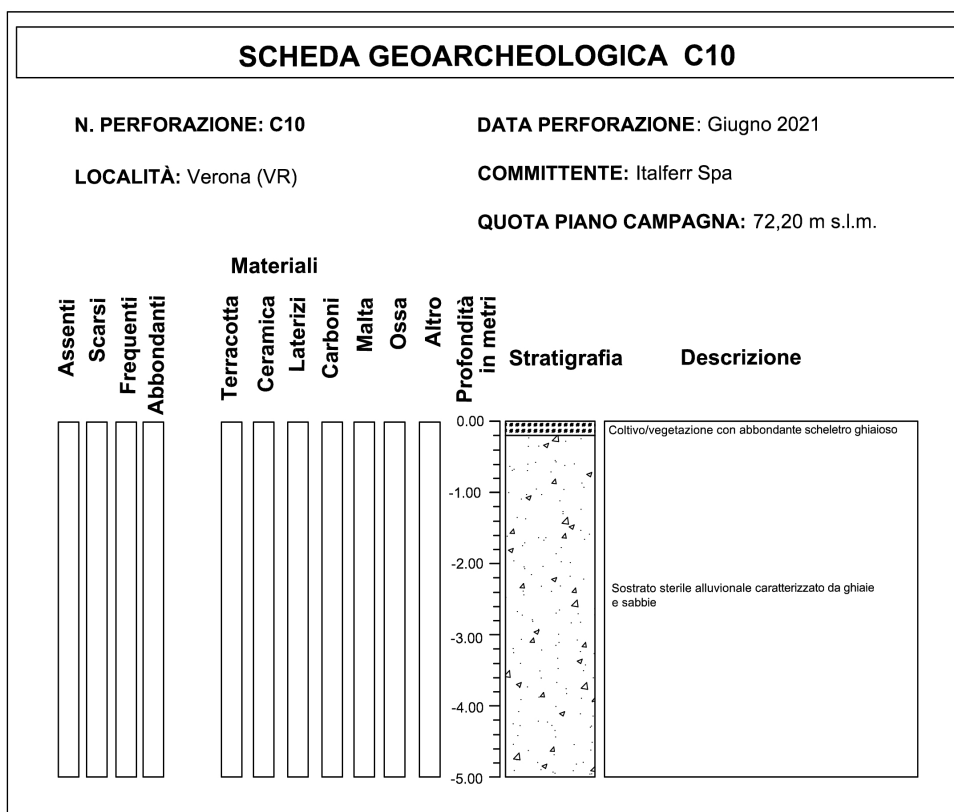 SCHEDA GEOARCHEOLOGICA C10
N. PERFORAZIONE: C10
DATA PERFORAZIONE: Giugno 2021
LOCALITÀ: Verona (VR)
COMMITTENTE: Italferr Spa
QUOTA PIANO CAMPAGNA: 72,20 m s.l.m.
Materiali
Assenti
Scarsi
Frequenti
Abbondanti
Terracotta
Ceramica
Laterizi
Carboni
Malta
Ossa
Altro
Profondità
in metri
Stratigrafia
Descrizione
0.00
Coltivo/vegetazione con abbondante scheletro ghiaioso
-1.00
-2.00
Sostrato sterile alluvionale caratterizzato da ghiaie
e sabbie
-3.00
-4.00
-5.00